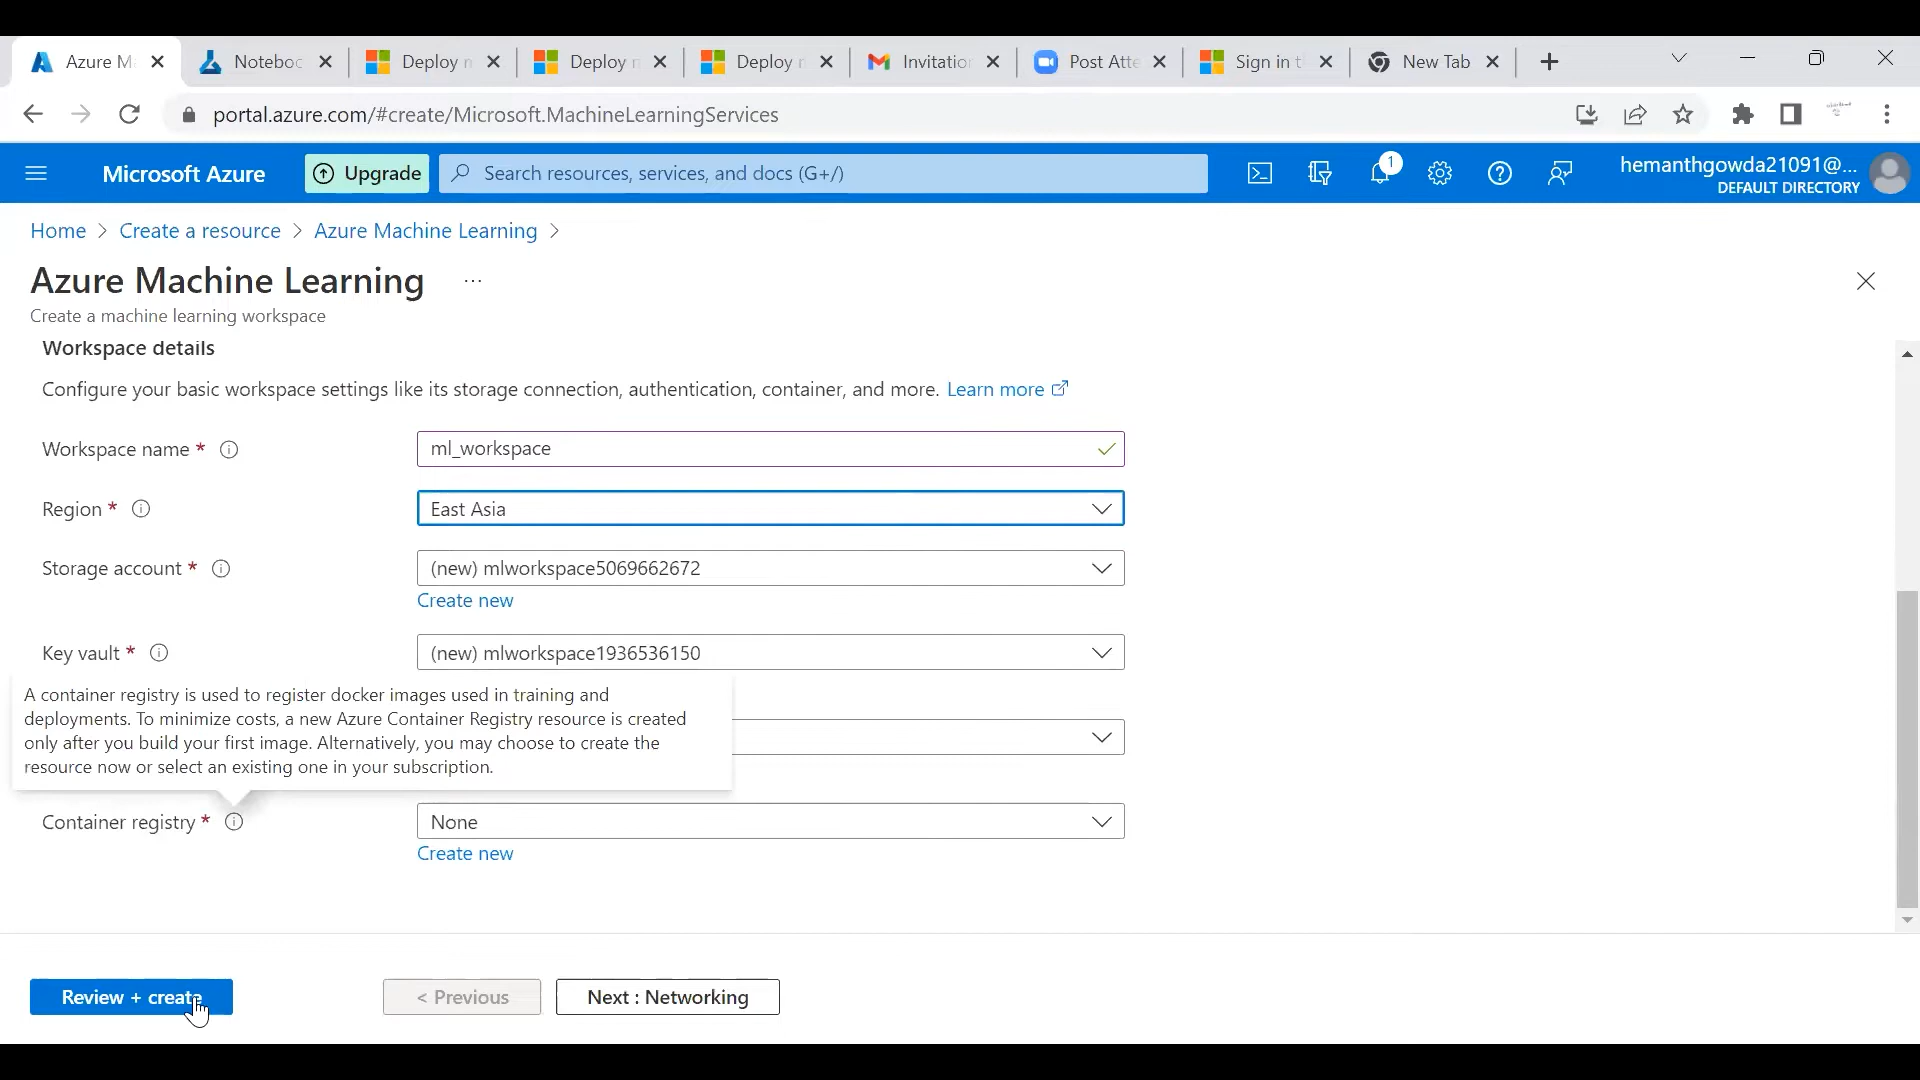 Azure M
Noteboo
Deploy n
Deploy n
Deploy r
Invitation
Post Atte
Sign in t
New Tab
portal.azure.com/#create/Microsoft.MachineLearningServices
Microsoft Azure
Upgrade
Search resources, services, and docs (G+/)
1
hemanthgowda21091@...
DEFAULT DIRECTORY
Home > Create a resource > Azure Machine Learning >
Azure Machine Learning ...
Create a machine learning workspace
Workspace details
Configure your basic workspace settings like its storage connection, authentication, container, and more. Learn more
Workspace name *
ml_workspace
Region *
East Asia
Storage account *
(new) mlworkspace5069662672
Create new
Key vault *
(new) mlworkspace1936536150
A container registry is used to register docker images used in training and
deployments. To minimize costs, a new Azure Container Registry resource is created
only after you build your first image. Alternatively, you may choose to create the
resource now or select an existing one in your subscription.
Container registry *
None
Create new
Review + create
< Previous
Next : Networking